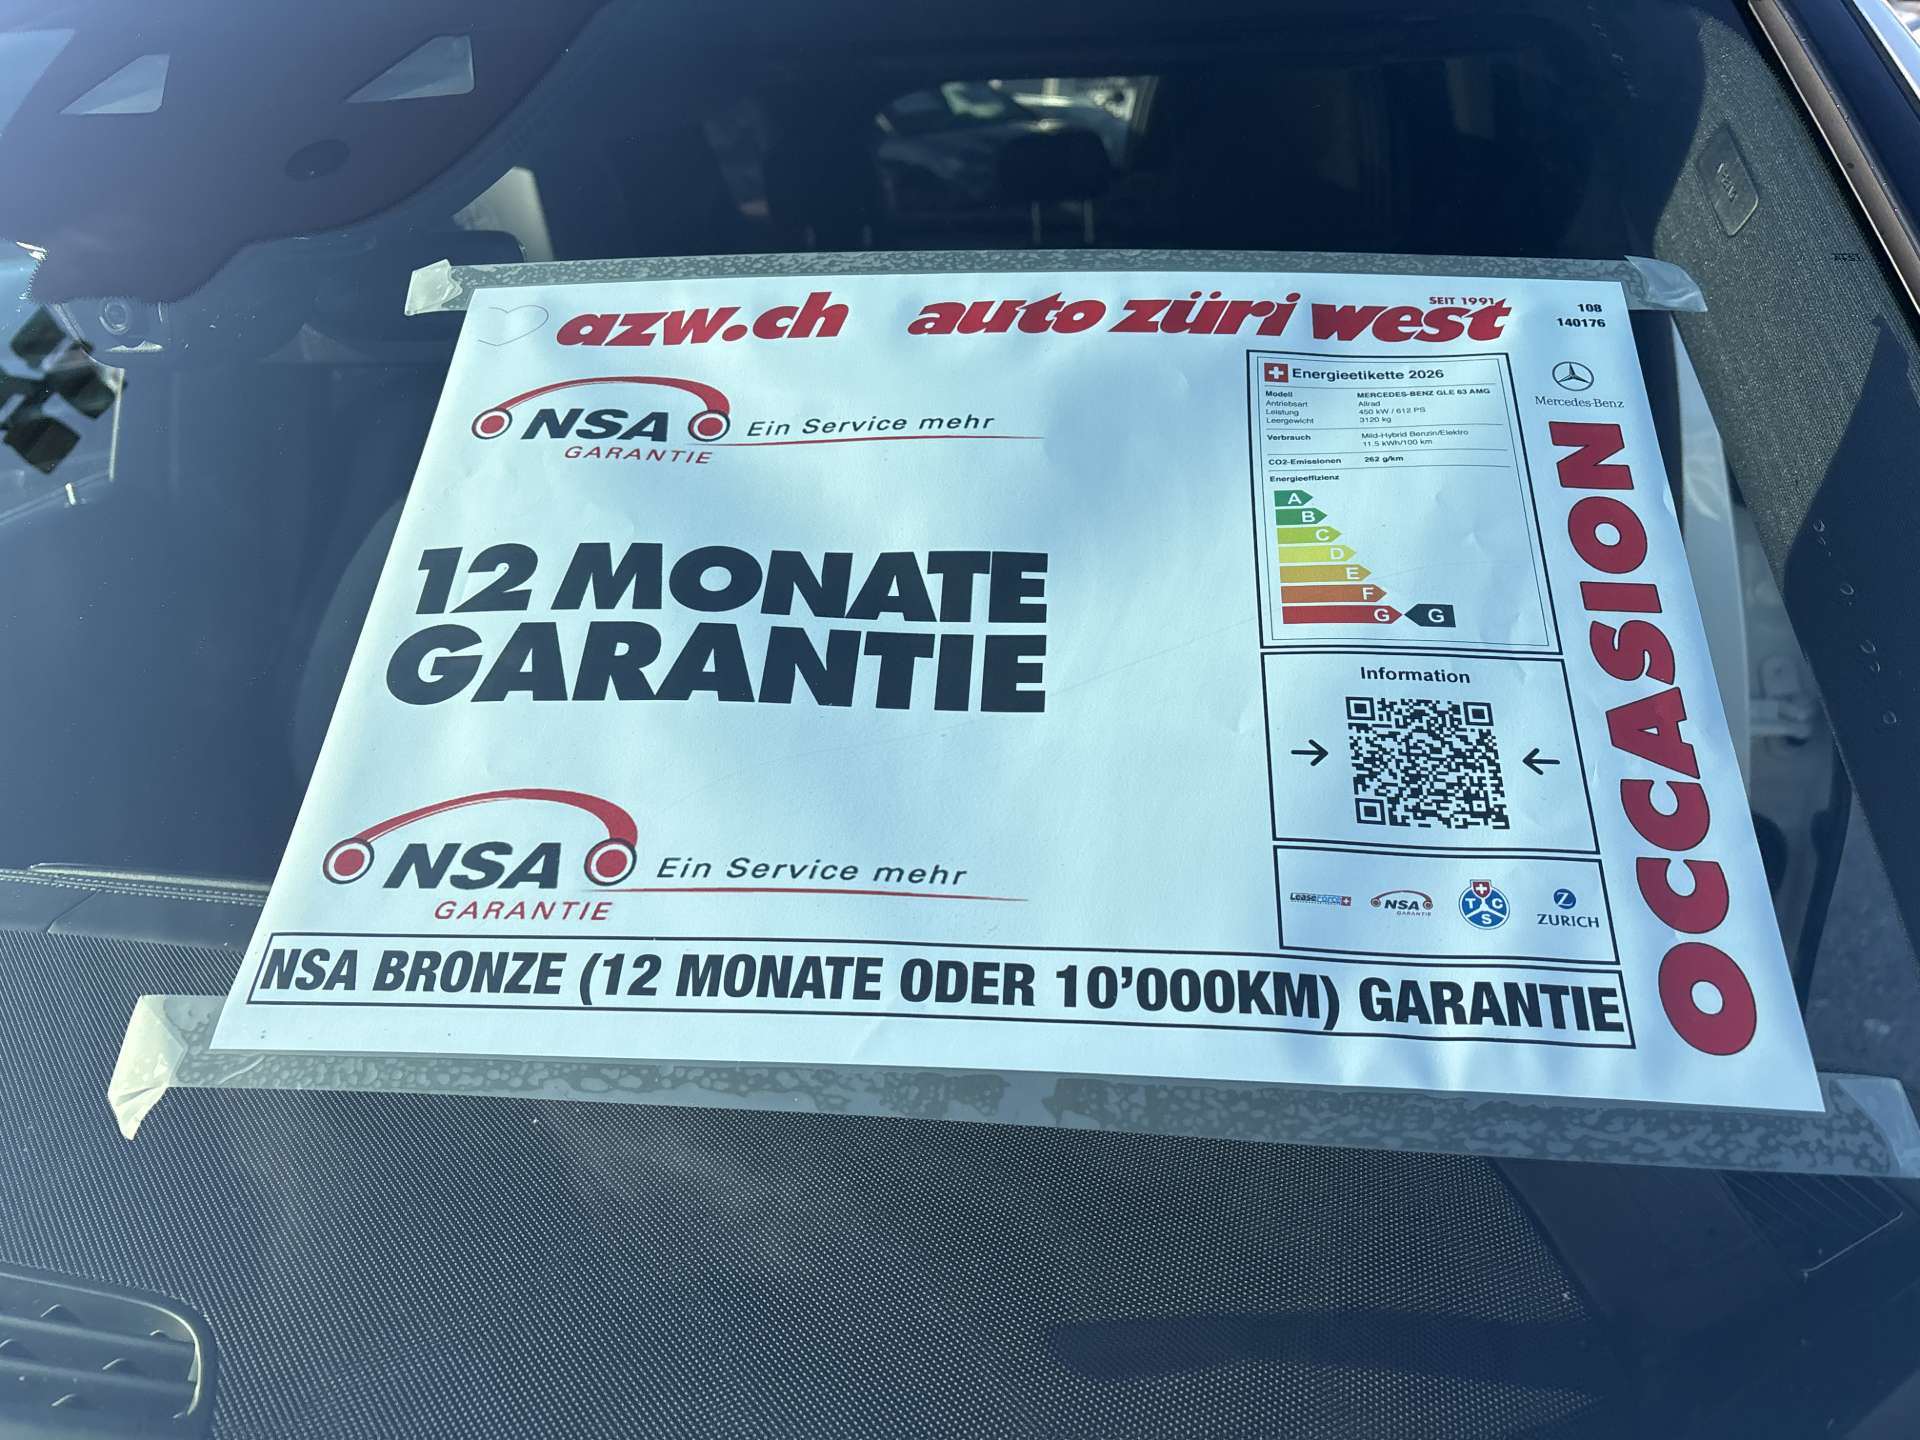 azw.ch auto züri west
SEIT 1991
108
140176
NSA
GARANTIE
Ein Service mehr
12 MONATE
GARANTIE
NSA
GARANTIE
Ein Service mehr
NSA BRONZE (12 MONATE ODER 10'000KM) GARANTIE
Energieetikette 2026
Modell MERCEDES-BENZ GLE 63 AMG
Antriebsart Allrad
Leistung 450 kW / 612 PS
Leergewicht 3120 kg
Verbrauch Mild-Hybrid Benzin/Elektro
11.5 kWh/100 km
CO2-Emissionen 262 g/km
Energieeffizienz
A
B
C
D
E
F
G G
Information
LeaseForce
NSA
GARANTIE
TCS
ZURICH
Mercedes-Benz
OCCASION